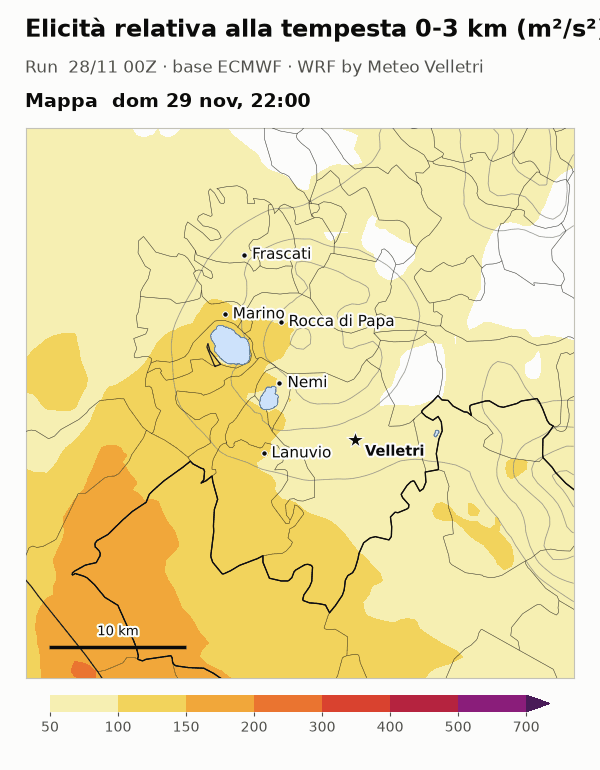 Elicità relativa alla tempesta 0-3 km (m²/s²)
Run  28/11 00Z · base ECMWF · WRF by Meteo Velletri
Mappa  dom 29 nov, 22:00
Frascati
Marino
Rocca di Papa
Nemi
Velletri
Lanuvio
10 km
50 100 150 200 300 400 500 700